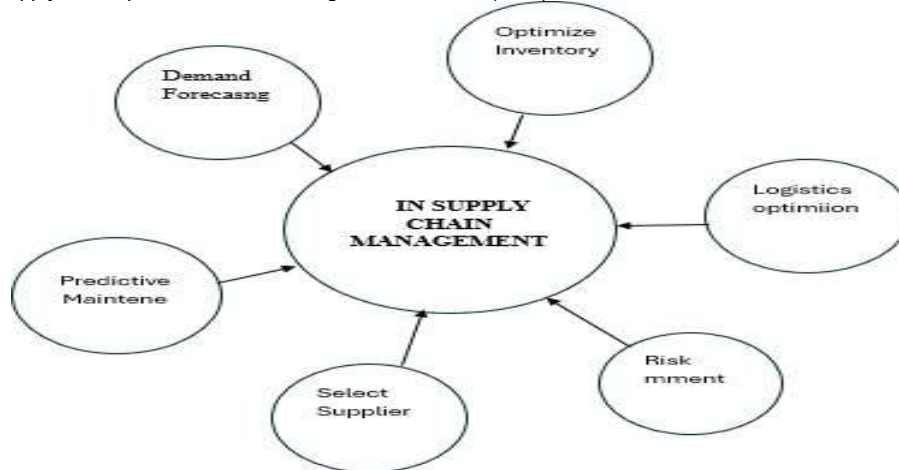 Optimize
Inventory
Demand
Forecasng
Logistics
optimiion
IN SUPPLY
CHAIN
MANAGEMENT
Predictive
Maintene
Risk
mment
Select
Supplier